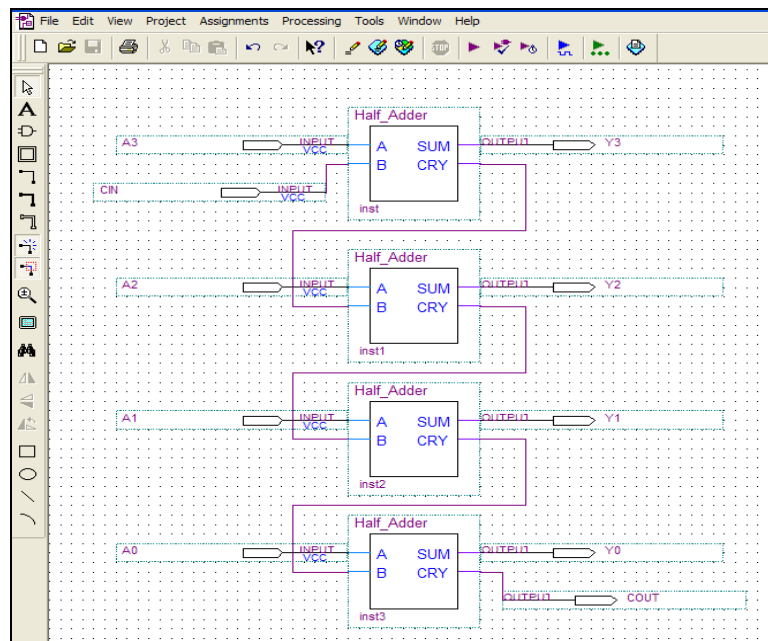 File Edit View Project Assignments Processing Tools Window Help
STOP
A
Half_Adder
A3 INPUT VCC A SUM OUTPUT Y3
CIN INPUT VCC B CRY
inst
Half_Adder
A2 INPUT VCC A SUM OUTPUT Y2
B CRY
inst1
Half_Adder
A1 INPUT VCC A SUM OUTPUT Y1
B CRY
inst2
Half_Adder
A0 INPUT VCC A SUM OUTPUT Y0
B CRY
OUTPUT COUT
inst3